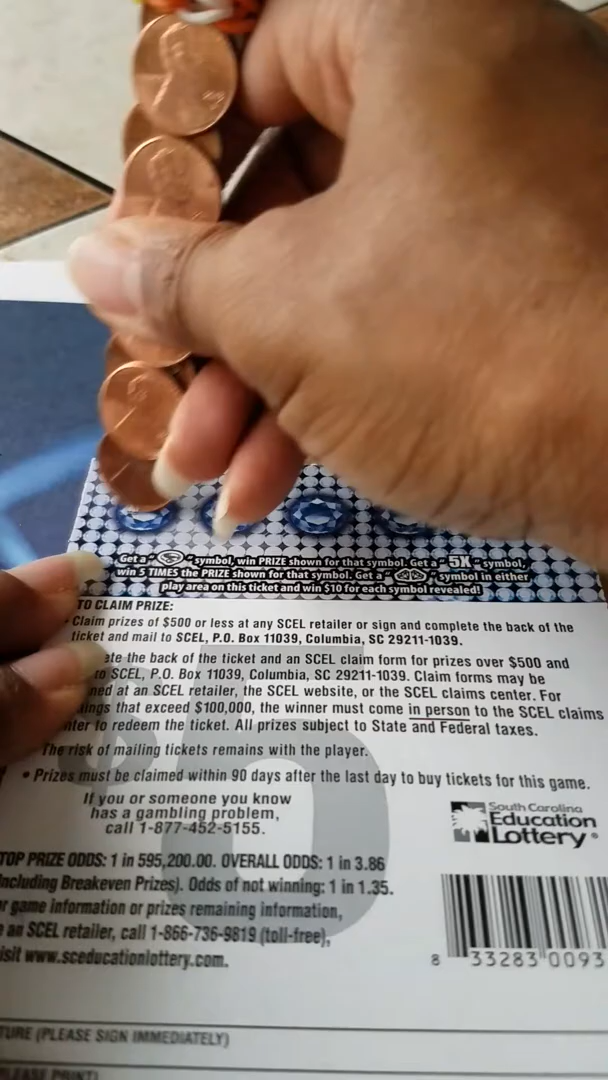 Get a " " symbol, win PRIZE shown for that symbol. Get a " 5X " symbol,
win 5 TIMES the PRIZE shown for that symbol. Get a " " symbol in either
play area on this ticket and win $10 for each symbol revealed!
TO CLAIM PRIZE:
Claim prizes of $500 or less at any SCEL retailer or sign and complete the back of the
ticket and mail to SCEL, P.O. Box 11039, Columbia, SC 29211-1039.
ete the back of the ticket and an SCEL claim form for prizes over $500 and
to SCEL, P.O. Box 11039, Columbia, SC 29211-1039. Claim forms may be
ned at an SCEL retailer, the SCEL website, or the SCEL claims center. For
ings that exceed $100,000, the winner must come in person to the SCEL claims
nter to redeem the ticket. All prizes subject to State and Federal taxes.
The risk of mailing tickets remains with the player.
• Prizes must be claimed within 90 days after the last day to buy tickets for this game.
If you or someone you know
has a gambling problem,
call 1-877-452-5155.
$5
South Carolina
Education
Lottery®
TOP PRIZE ODDS: 1 in 595,200.00. OVERALL ODDS: 1 in 3.86
including Breakeven Prizes). Odds of not winning: 1 in 1.35.
r game information or prizes remaining information,
an SCEL retailer, call 1-866-736-9819 (toll-free),
isit www.sceducationlottery.com.
8 33283 0093
TURE (PLEASE SIGN IMMEDIATELY)
PLEASE PRINT)